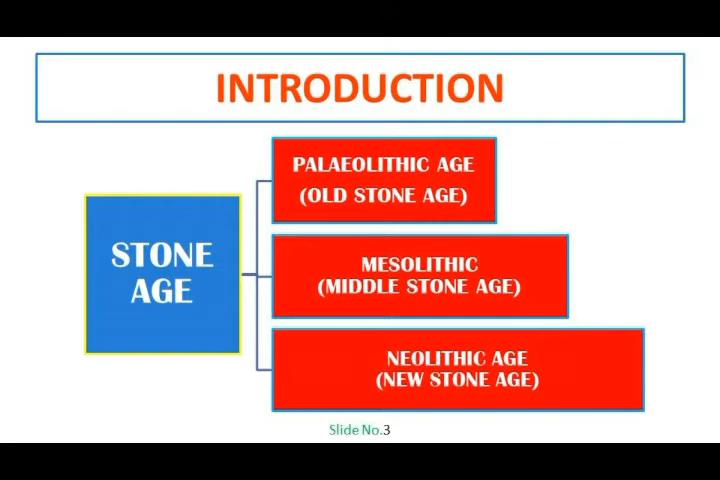 INTRODUCTION
STONE
AGE
PALAEOLITHIC AGE
(OLD STONE AGE)
MESOLITHIC
(MIDDLE STONE AGE)
NEOLITHIC AGE
(NEW STONE AGE)
Slide No.3